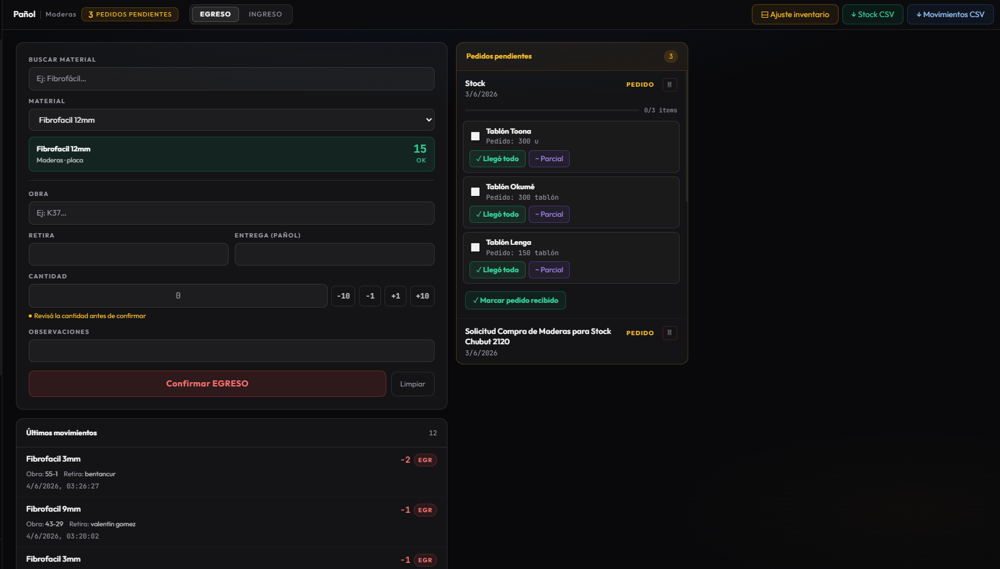 Pañol
Maderas
3 PEDIDOS PENDIENTES
EGRESO
INGRESO
Ajuste inventario
↓ Stock CSV
↓ Movimientos CSV
BUSCAR MATERIAL
Ej: Fibrofácil...
MATERIAL
Fibrofacil 12mm
Fibrofacil 12mm
15
Maderas · placa
OK
OBRA
Ej: K37...
RETIRA
ENTREGA (PAÑOL)
CANTIDAD
0
-10
-1
+1
+10
Revisá la cantidad antes de confirmar
OBSERVACIONES
Confirmar EGRESO
Limpiar
Últimos movimientos
12
Fibrofacil 3mm
-2 EGR
Obra: 55-1 Retira: bentancur
4/6/2026, 03:26:27
Fibrofacil 9mm
-1 EGR
Obra: 43-29 Retira: valentin gomez
4/6/2026, 03:20:02
Fibrofacil 3mm
-1 EGR
Pedidos pendientes
3
Stock
PEDIDO
3/6/2026
0/3 items
Tablón Toona
Pedido: 300 u
✓ Llegó todo
~ Parcial
Tablón Okumé
Pedido: 300 tablón
✓ Llegó todo
~ Parcial
Tablón Lenga
Pedido: 150 tablón
✓ Llegó todo
~ Parcial
✓ Marcar pedido recibido
Solicitud Compra de Maderas para Stock
Chubut 2120
PEDIDO
3/6/2026